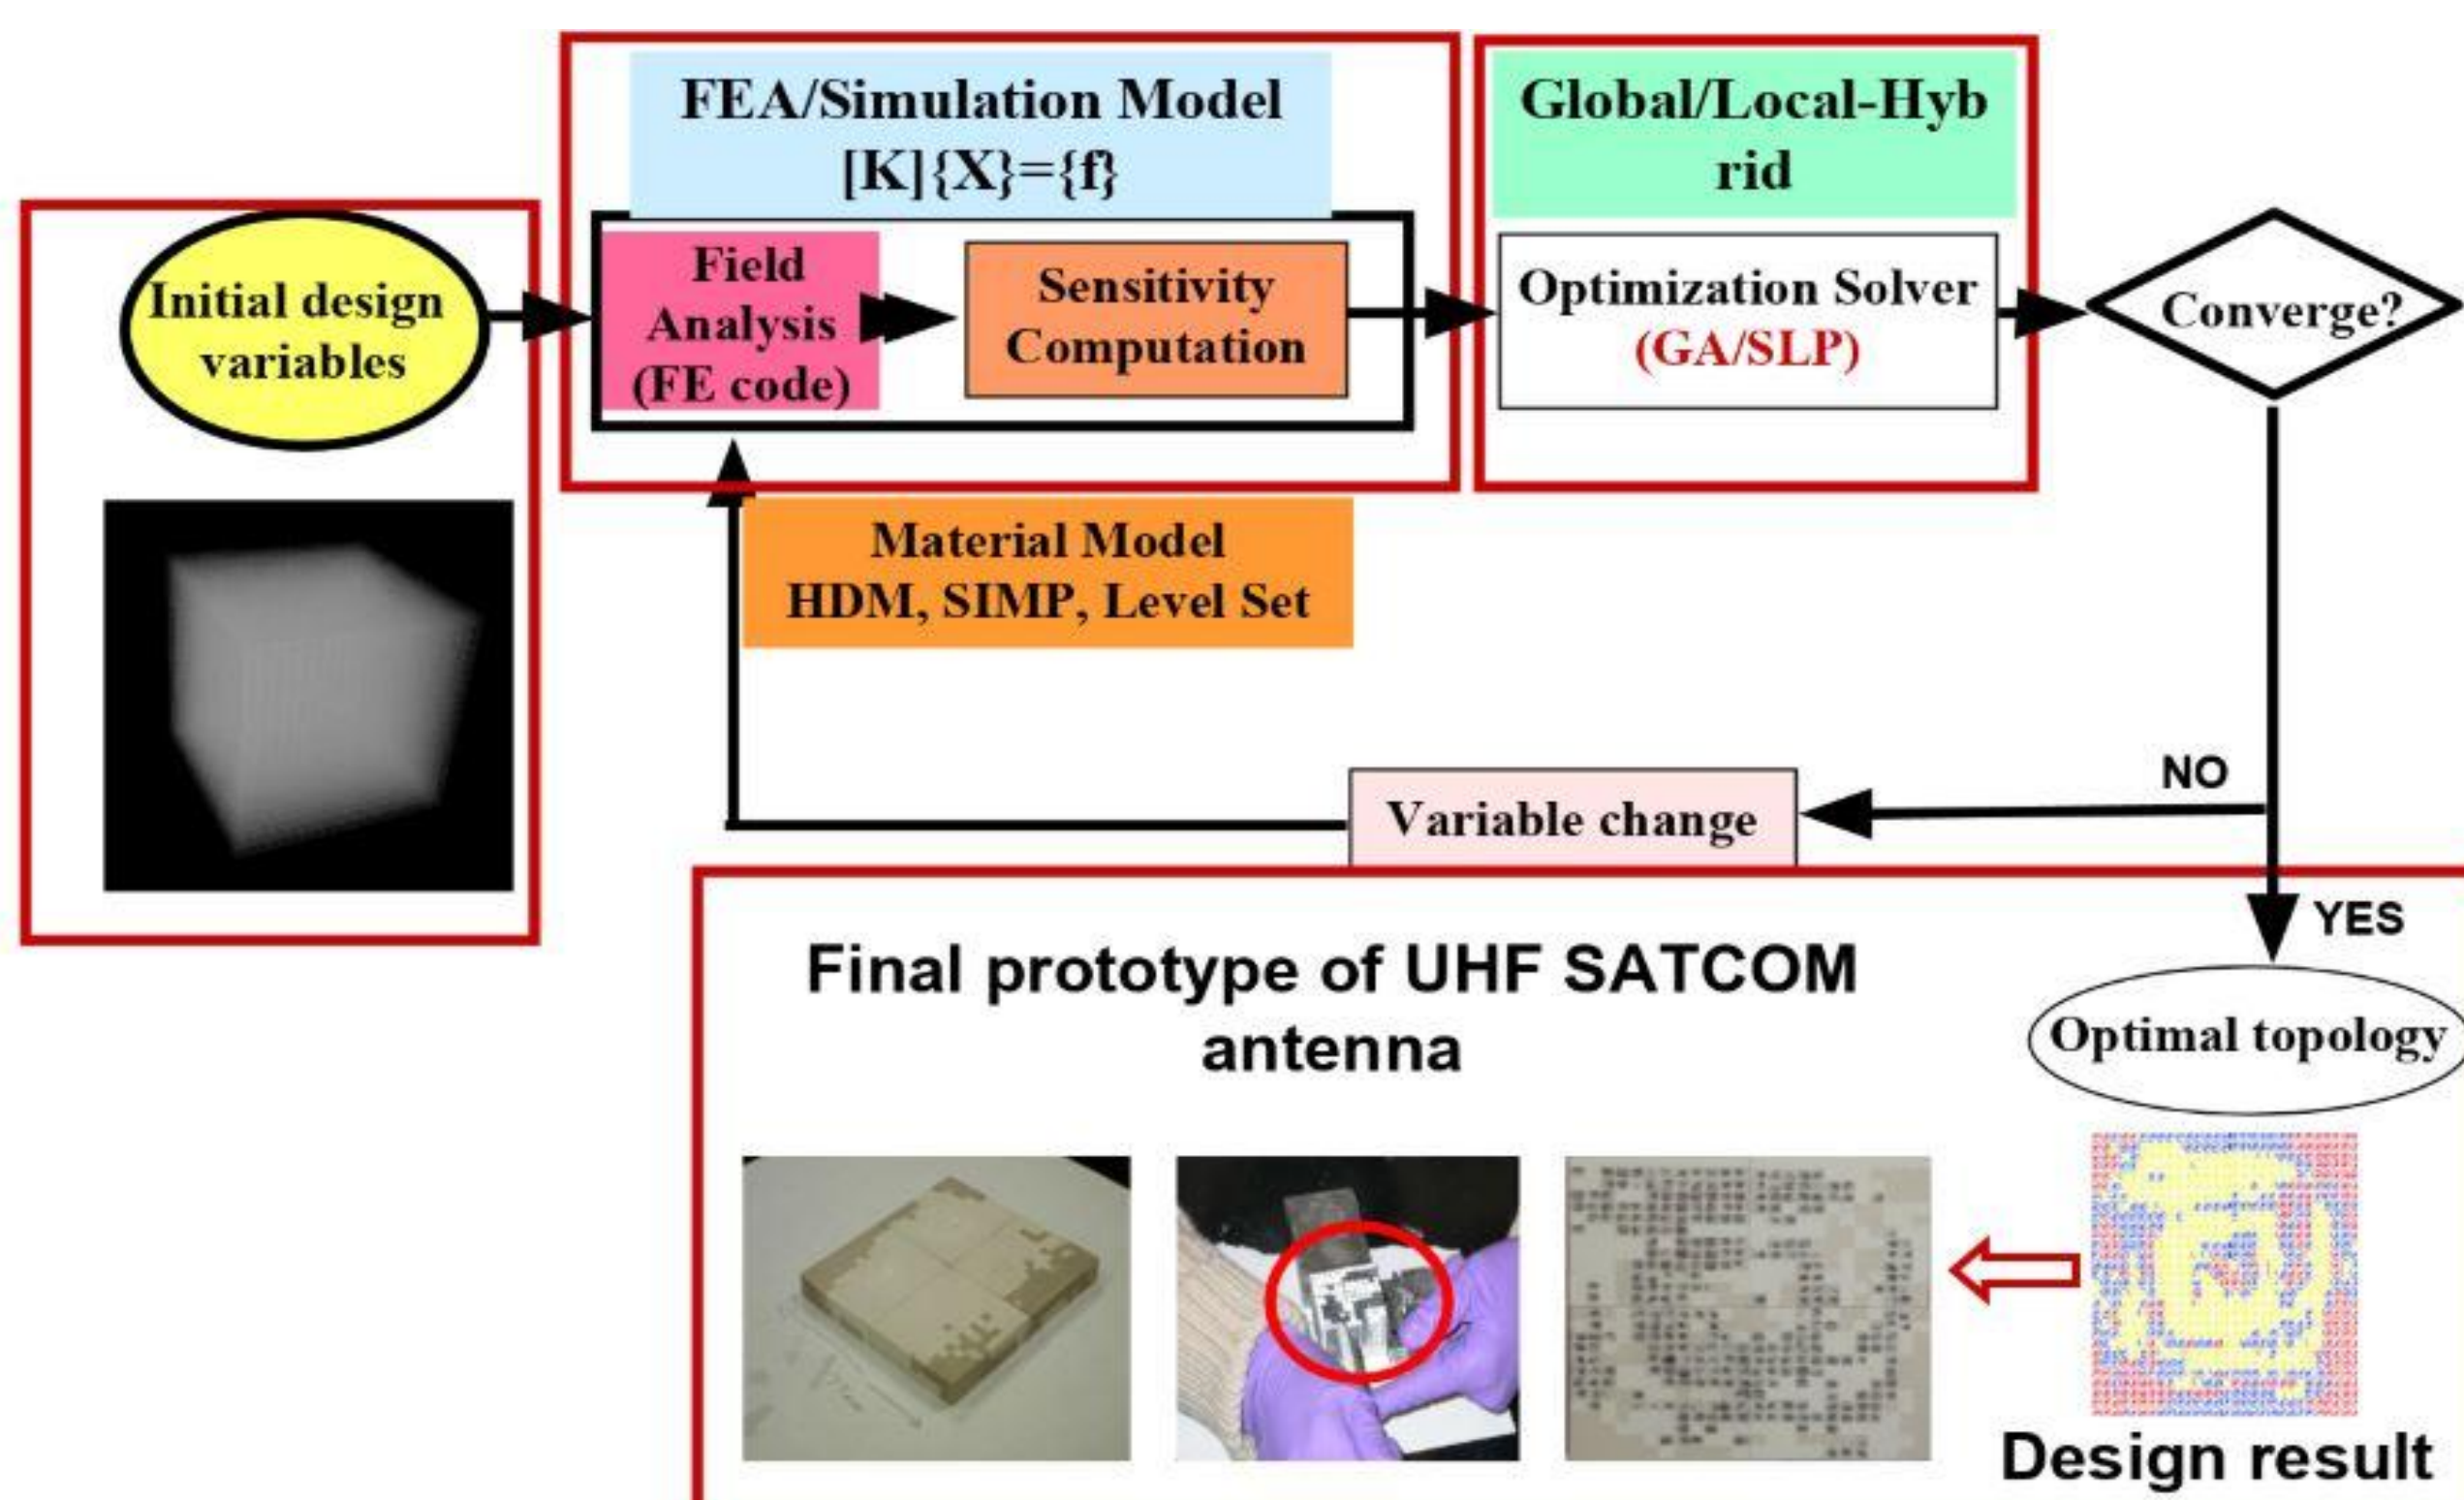 FEA/Simulation Model
[K]{X}={f}
Global/Local-Hyb
rid
Initial design
variables
Field
Analysis
(FE code)
Sensitivity
Computation
Optimization Solver
(GA/SLP)
Converge?
Material Model
HDM, SIMP, Level Set
NO
Variable change
YES
Final prototype of UHF SATCOM
antenna
Optimal topology
Design result